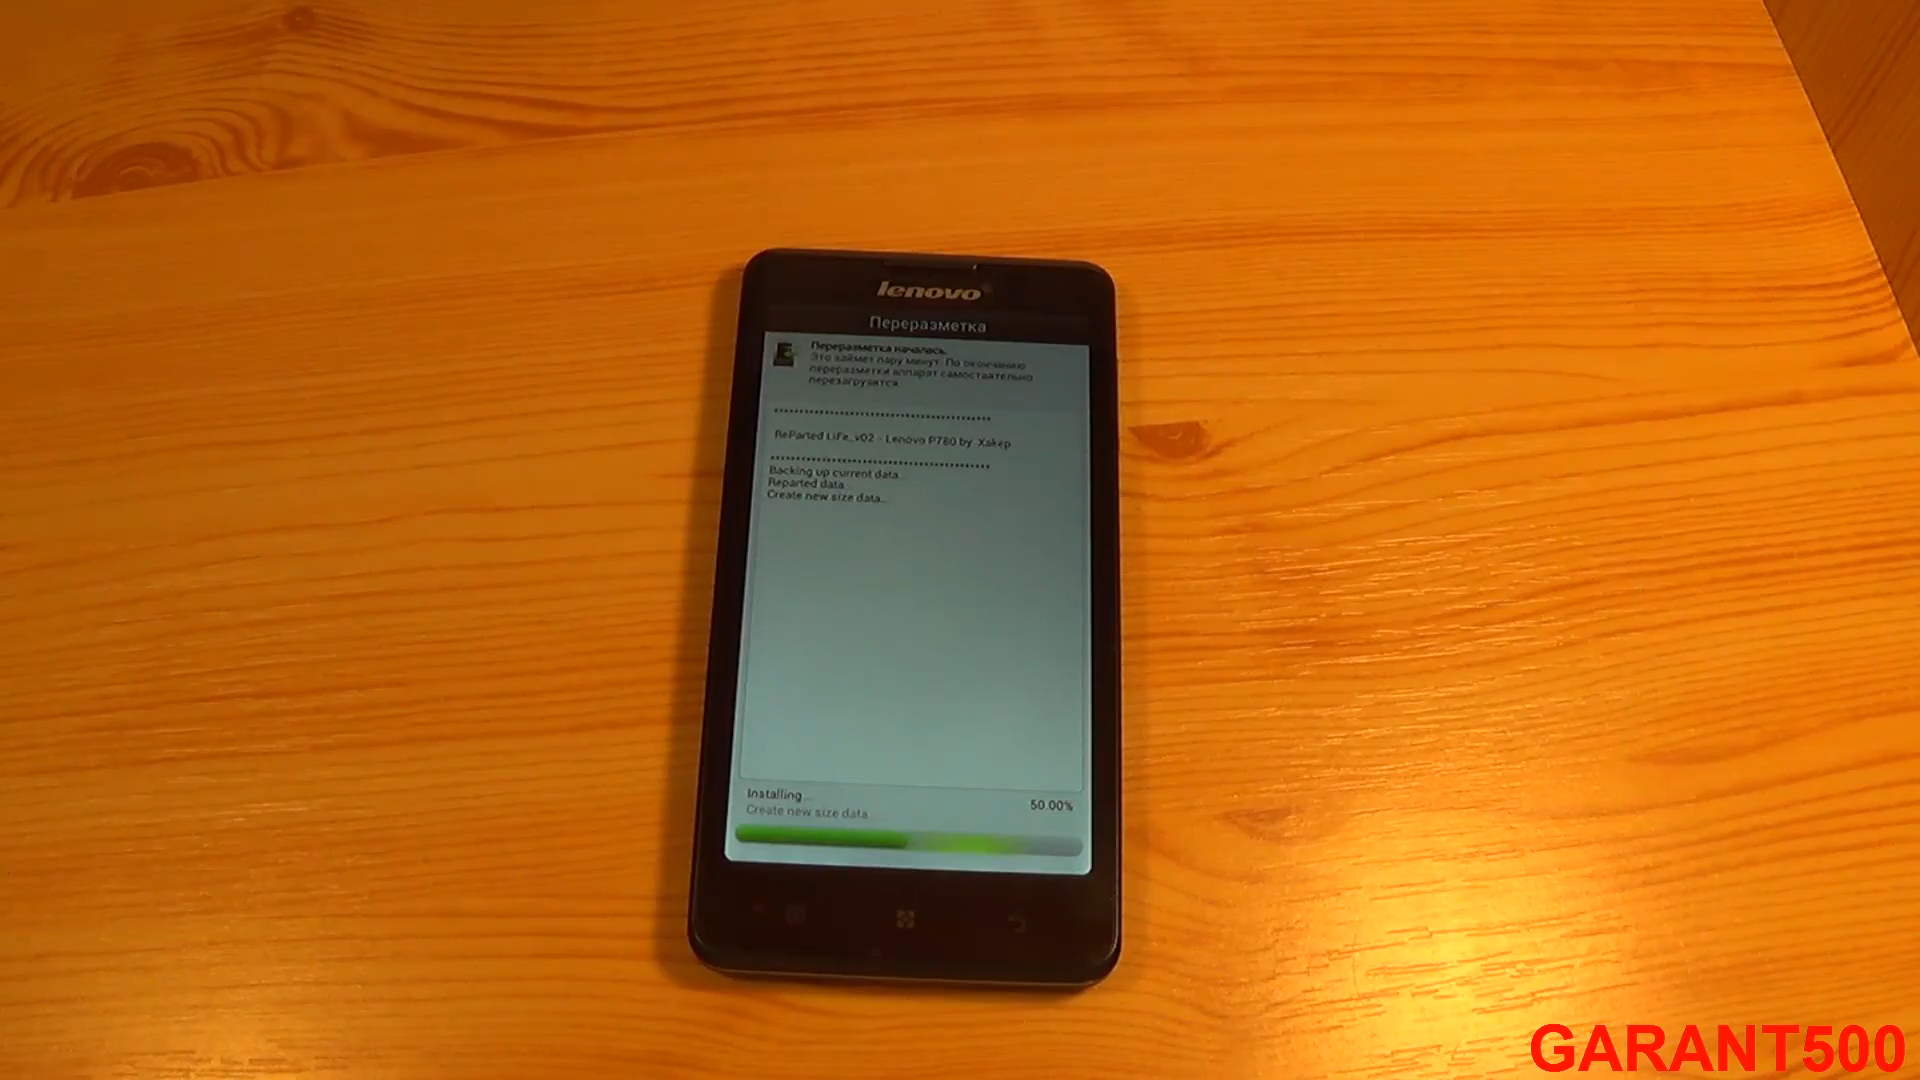 lenovo
Переразметка
Переразметка началась.
Это займет пару минут. По окончанию
переразметки аппарат самостоятельно
перезагрузится
ReParted LiFe_v02 - Lenovo P780 by Xakep
Backing up current data...
Reparted data
Create new size data...
Installing...
50.00%
Create new size data
GARANT500